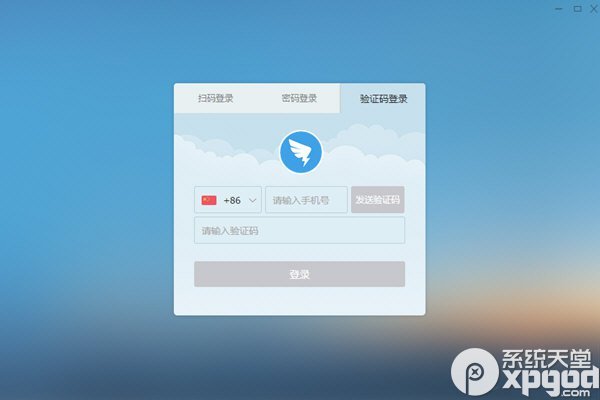 扫码登录 密码登录 验证码登录
+86 请输入手机号 发送验证码
请输入验证码
登录
系统天堂
xpgod
.com